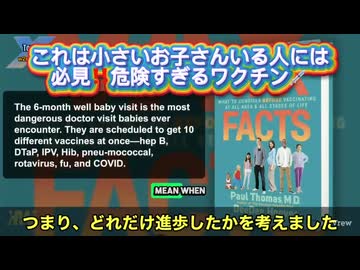 これは小さいお子さんいる人には
必見　危険すぎるワクチン
WHAT TO CONSIDER BEFORE VACCINATING
AT ALL AGES & ALL STAGES OF LIFE
FACTS
The 6-month well baby visit is the most
dangerous doctor visit babies ever
encounter. They are scheduled to get 10
different vaccines at once—hep B,
DTaP, IPV, Hib, pneu-mococcal,
rotavirus, fu, and COVID.
MEAN WHEN
Paul Thomas, M.D.
つまり、どれだけ進歩したかを考えました